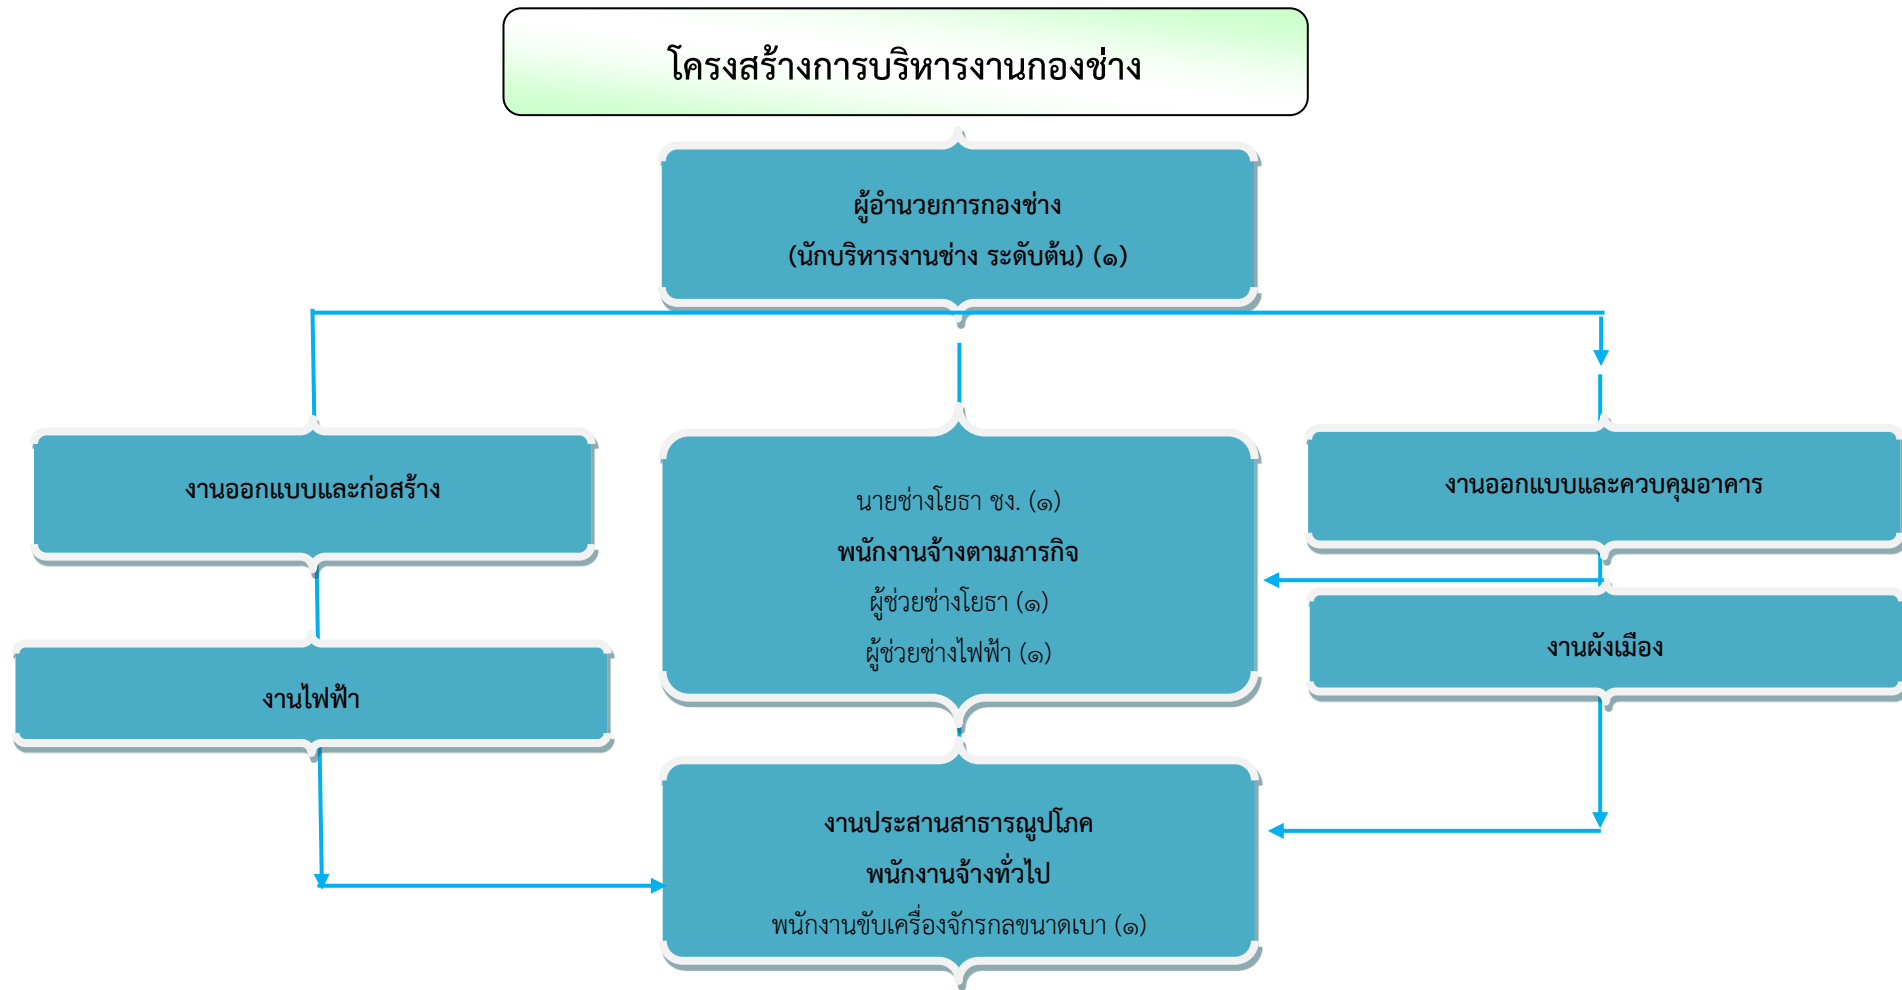 โครงสร้างการบริหารงานกองช่าง
ผู้อำนวยการกองช่าง
(นักบริหารงานช่าง ระดับต้น) (๑)
งานออกแบบและก่อสร้าง
นายช่างโยธา ชง. (๑)
พนักงานจ้างตามภารกิจ
ผู้ช่วยช่างโยธา (๑)
ผู้ช่วยช่างไฟฟ้า (๑)
งานออกแบบและควบคุมอาคาร
งานผังเมือง
งานไฟฟ้า
งานประสานสาธารณูปโภค
พนักงานจ้างทั่วไป
พนักงานขับเครื่องจักรกลขนาดเบา (๑)